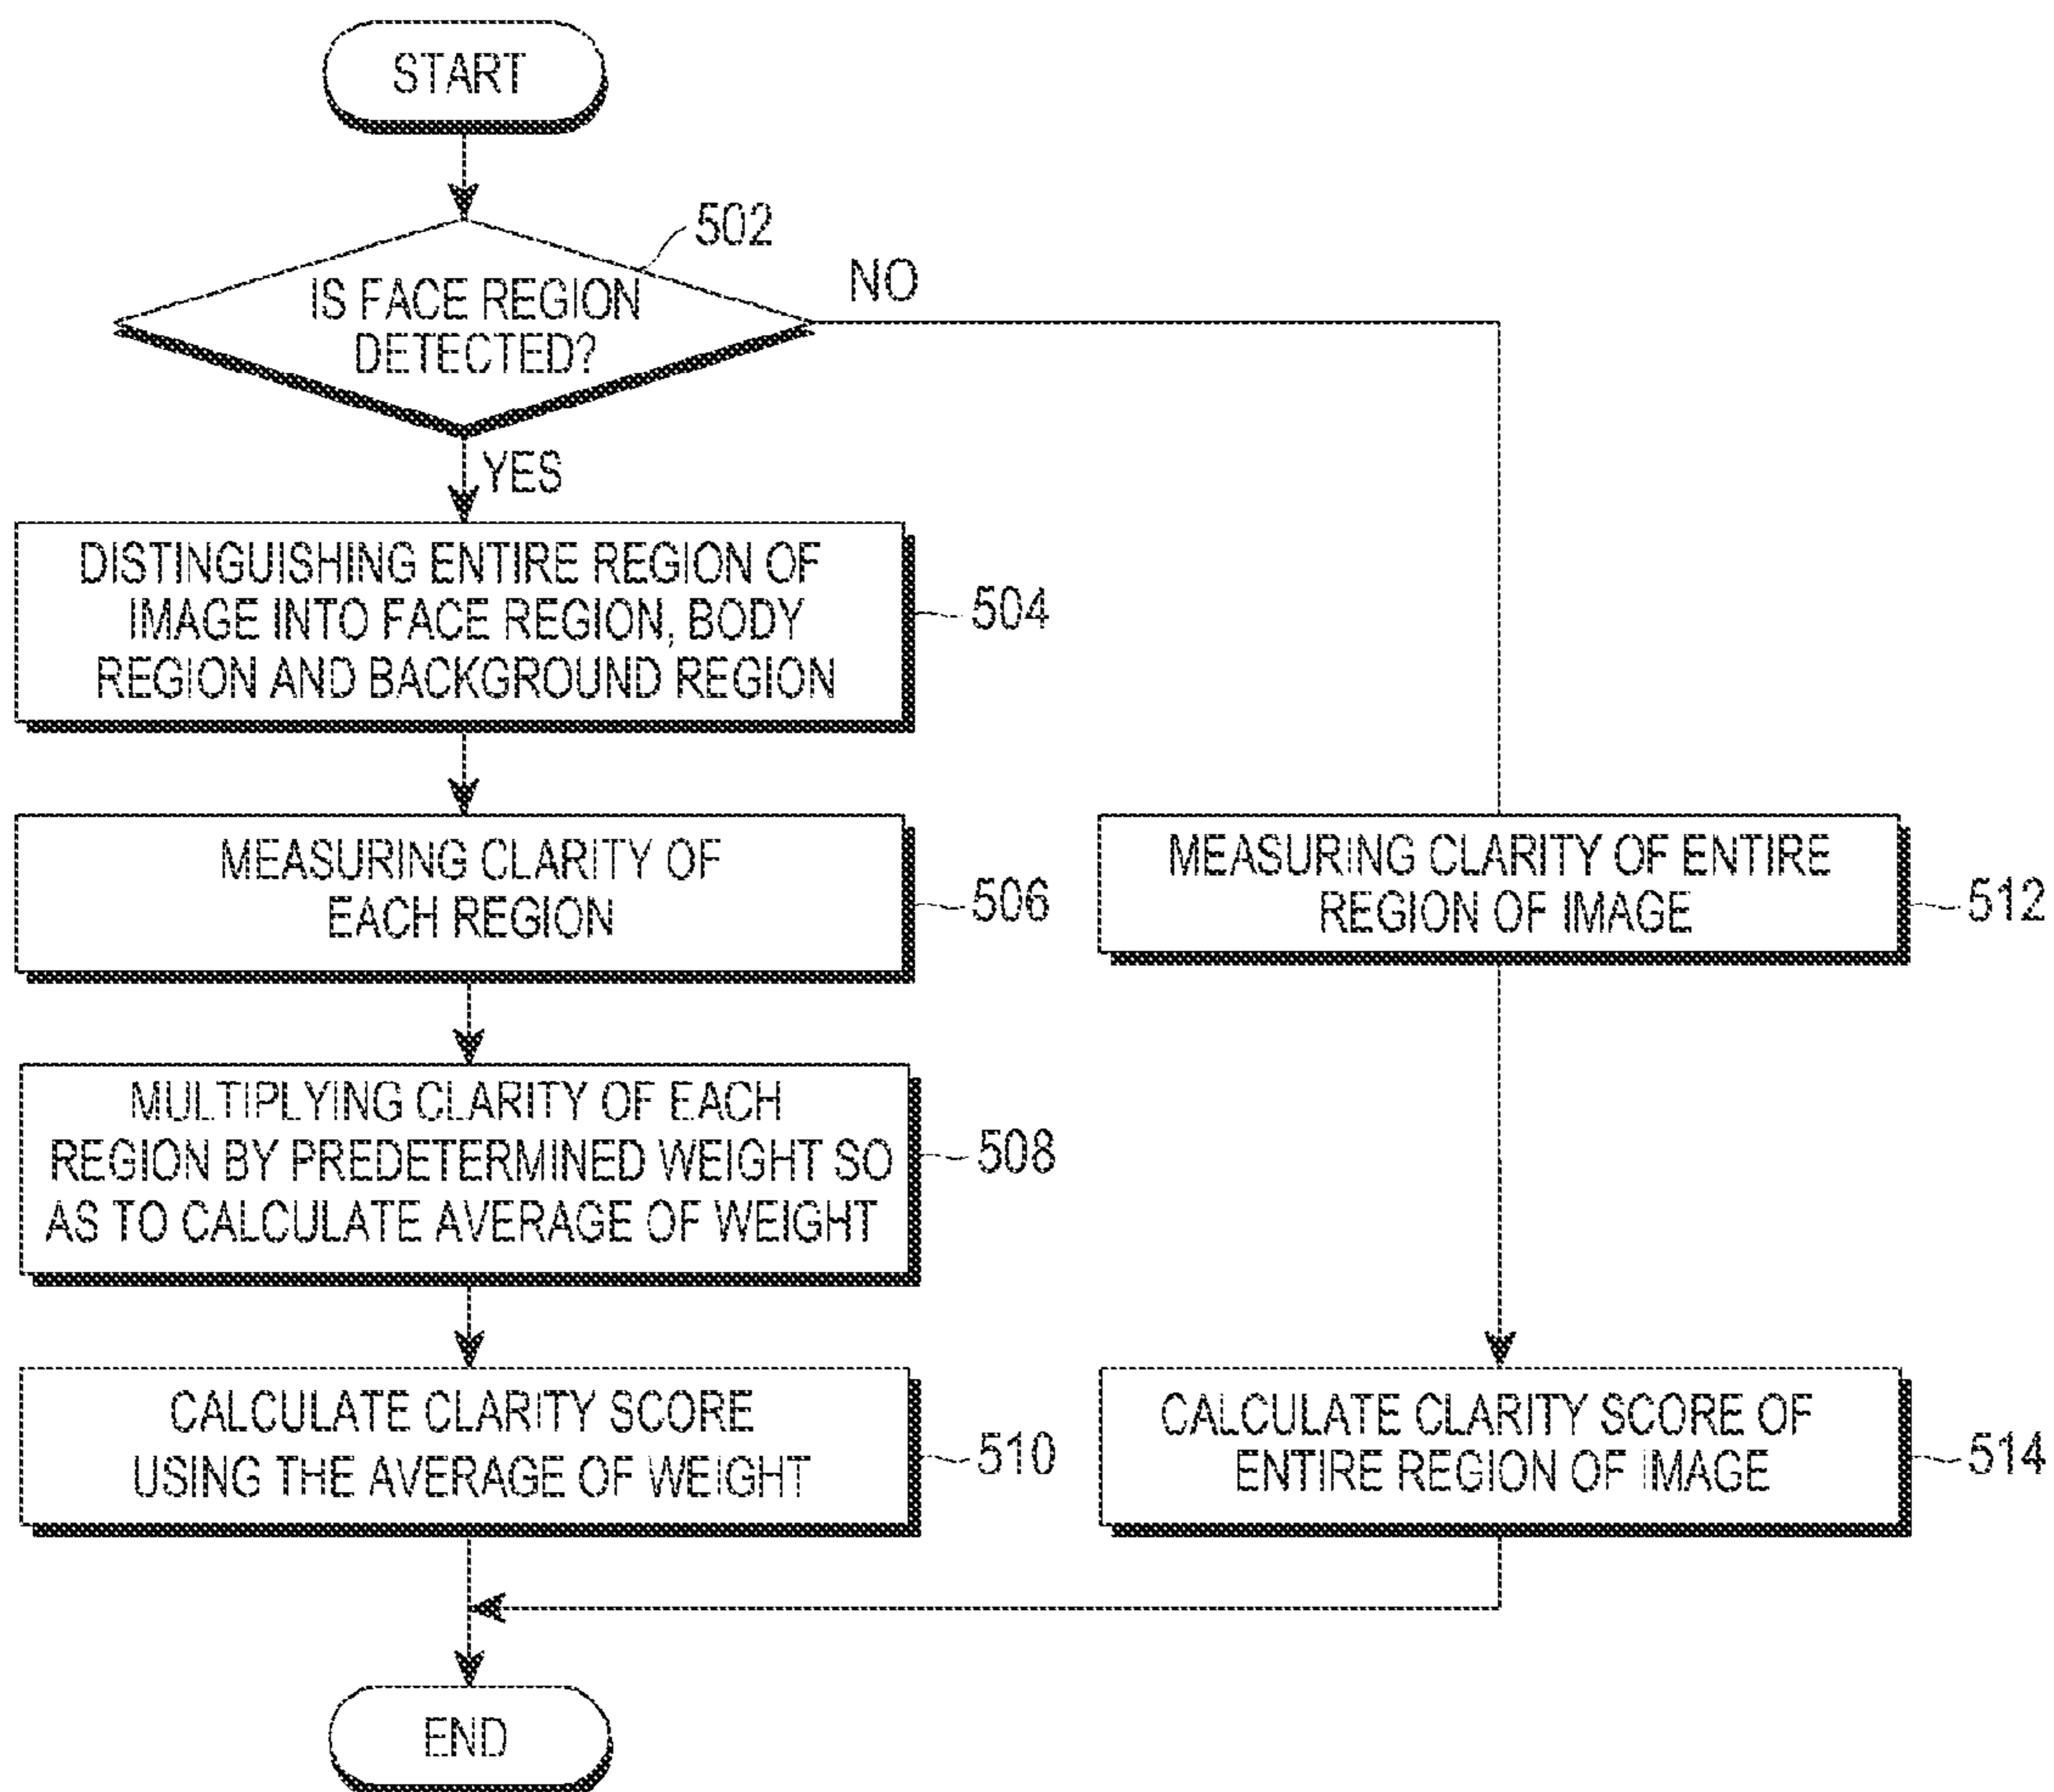 START
502
IS FACE REGION
DETECTED?
NO
YES
DISTINGUISHING ENTIRE REGION OF
IMAGE INTO FACE REGION, BODY
REGION AND BACKGROUND REGION
504
MEASURING CLARITY OF
EACH REGION
506
MEASURING CLARITY OF ENTIRE
REGION OF IMAGE
512
MULTIPLYING CLARITY OF EACH
REGION BY PREDETERMINED WEIGHT SO
AS TO CALCULATE AVERAGE OF WEIGHT
508
CALCULATE CLARITY SCORE
USING THE AVERAGE OF WEIGHT
510
CALCULATE CLARITY SCORE OF
ENTIRE REGION OF IMAGE
514
END